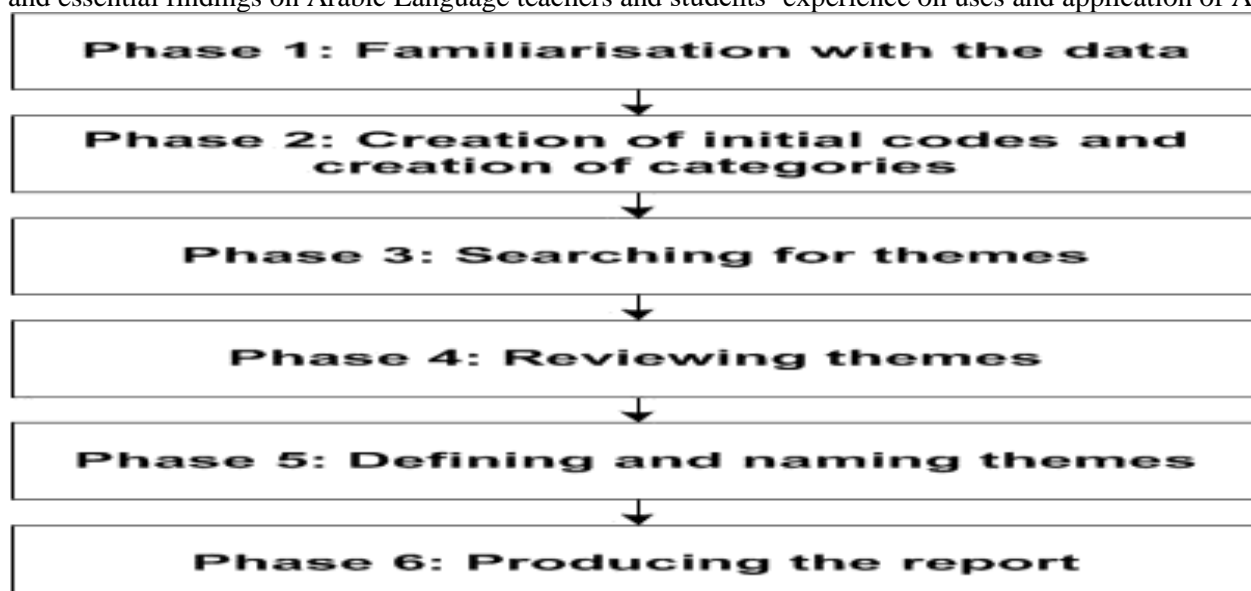 and essential findings on Arabic Language teachers and students' experience on uses and application of A
Phase 1: Familiarisation with the data
Phase 2: Creation of initial codes and
creation of categories
Phase 3: Searching for themes
Phase 4: Reviewing themes
Phase 5: Defining and naming themes
Phase 6: Producing the report